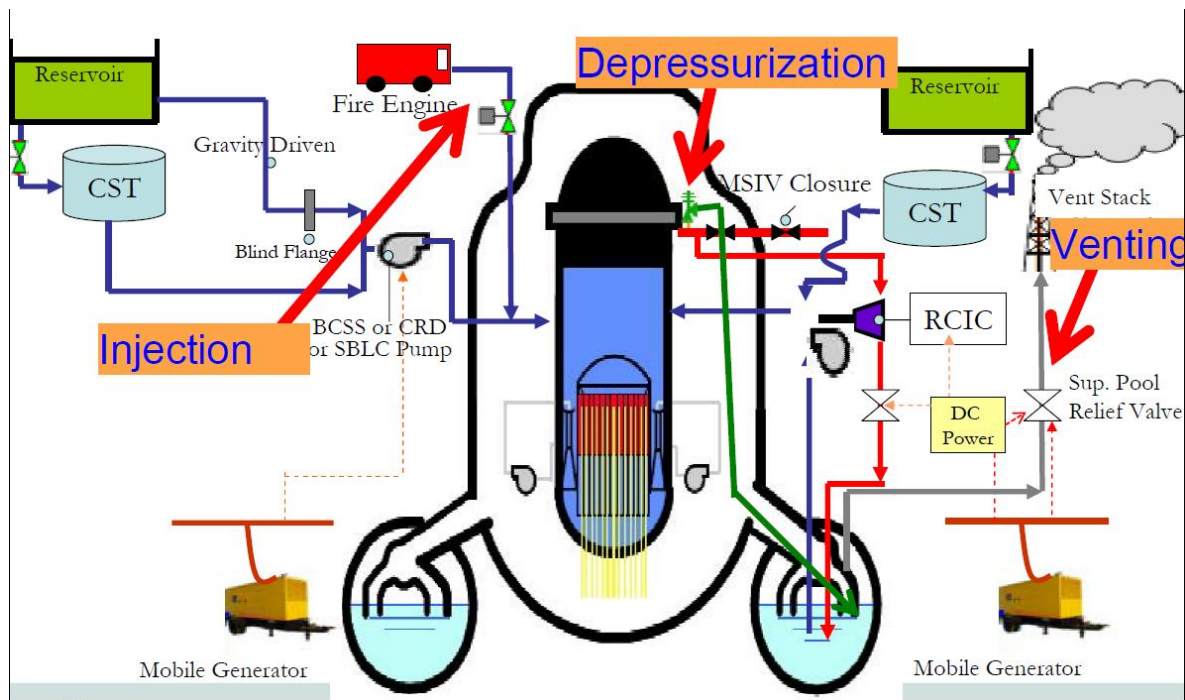 Depressurization
Reservoir
Fire Engine
Reservoir
Gravity Driven
CST
MSIV Closure
CST
Vent Stack
Blind Flange
Venting
Injection
BCSS or CRD
or SBLC Pump
RCIC
Sup. Pool
Relief Valve
DC
Power
Mobile Generator
Mobile Generator